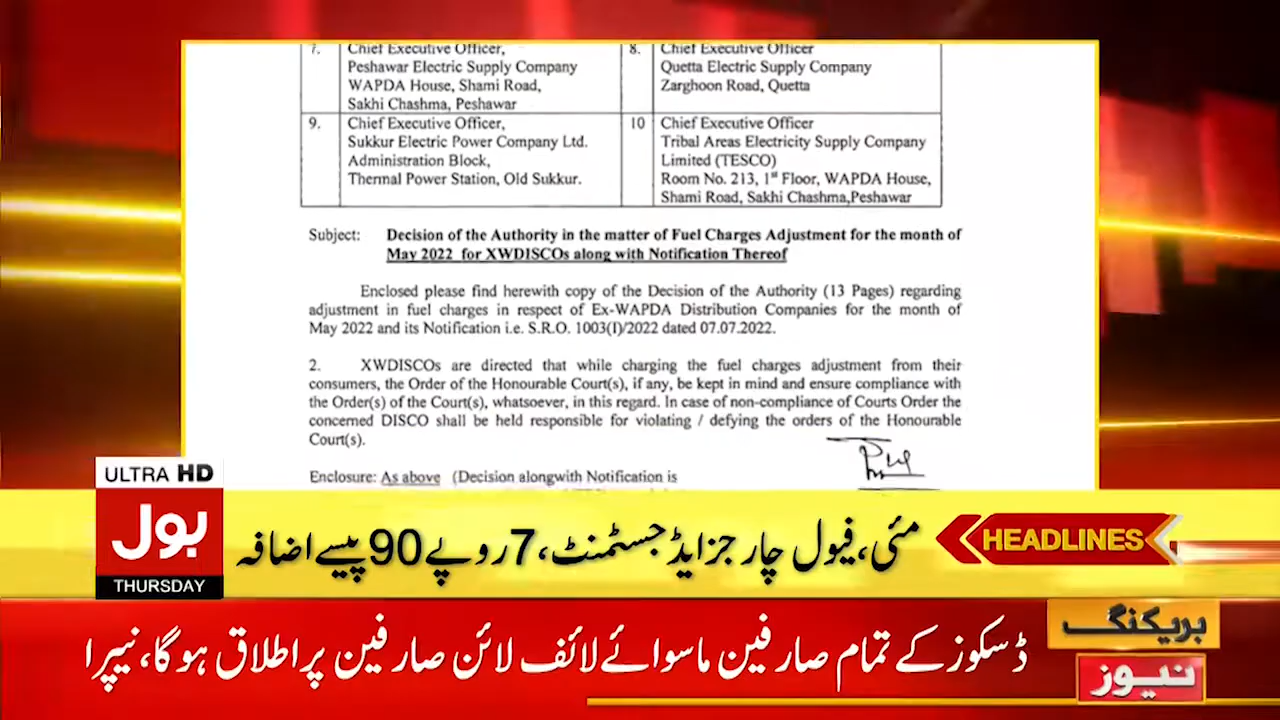 7. Chief Executive Officer,
Peshawar Electric Supply Company
WAPDA House, Shami Road,
Sakhi Chashma, Peshawar
8. Chief Executive Officer
Quetta Electric Supply Company
Zarghoon Road, Quetta
9. Chief Executive Officer,
Sukkur Electric Power Company Ltd.
Administration Block,
Thermal Power Station, Old Sukkur.
10 Chief Executive Officer
Tribal Areas Electricity Supply Company
Limited (TESCO)
Room No. 213, 1st Floor, WAPDA House,
Shami Road, Sakhi Chashma,Peshawar
Subject: Decision of the Authority in the matter of Fuel Charges Adjustment for the month of
May 2022 for XWDISCOs along with Notification Thereof
Enclosed please find herewith copy of the Decision of the Authority (13 Pages) regarding
adjustment in fuel charges in respect of Ex-WAPDA Distribution Companies for the month of
May 2022 and its Notification i.e. S.R.O. 1003(I)/2022 dated 07.07.2022.
2. XWDISCOs are directed that while charging the fuel charges adjustment from their
consumers, the Order of the Honourable Court(s), if any, be kept in mind and ensure compliance with
the Order(s) of the Court(s), whatsoever, in this regard. In case of non-compliance of Courts Order the
concerned DISCO shall be held responsible for violating / defying the orders of the Honourable
Court(s).
Enclosure: As above (Decision alongwith Notification is
ULTRA HD
بول
THURSDAY
HEADLINES
مئی، فیول چارجز ایڈجسٹمنٹ، 7 روپے 90 پیسے اضافہ
بریکنگ
نیوز
ڈسکوز کے تمام صارفین ماسوائے لائف لائن صارفین پر اطلاق ہوگا، نیپرا